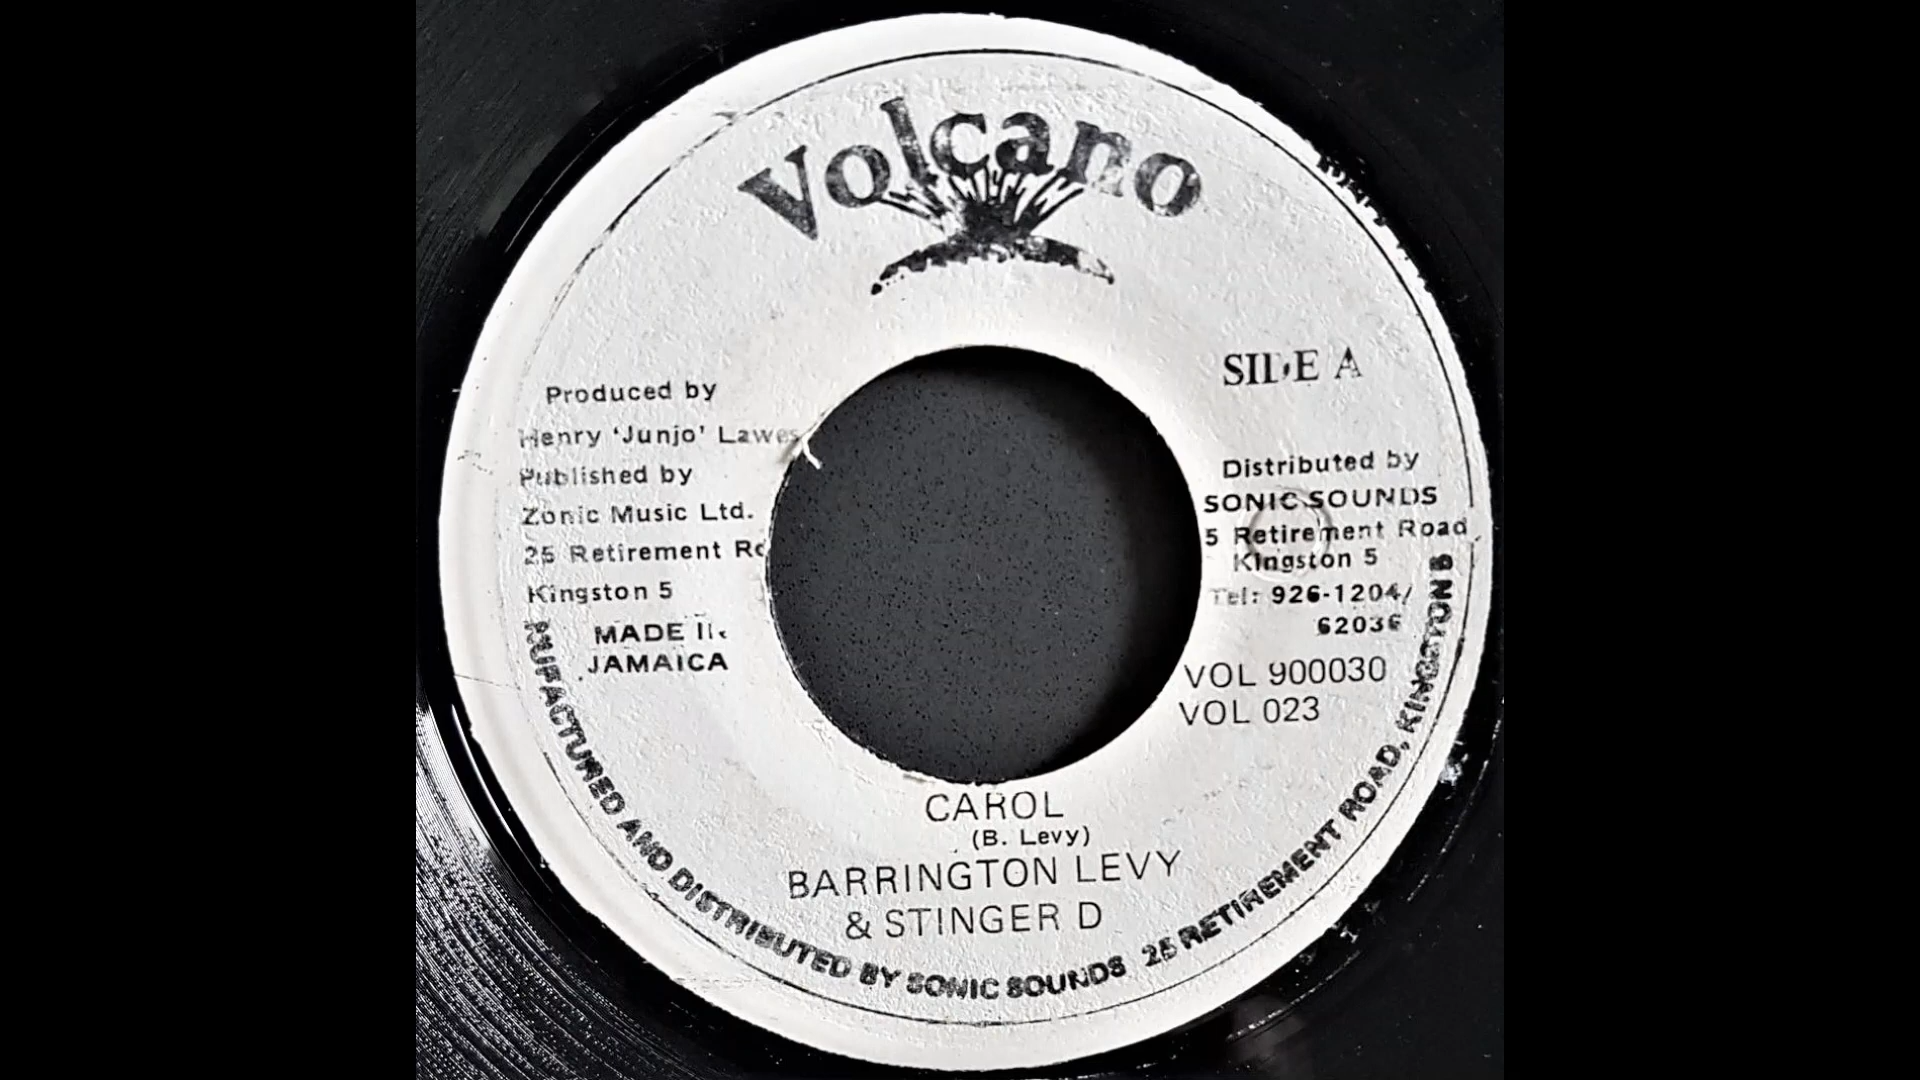 Volcano
SIDE A
Produced by
Henry 'Junjo' Lawes
Published by
Zonic Music Ltd.
25 Retirement Rd
Kingston 5
MADE IN
JAMAICA
Distributed by
SONIC SOUNDS
5 Retirement Road
Kingston 5
Tel: 926-1204/
62036
VOL 900030
VOL 023
CAROL
(B. Levy)
BARRINGTON LEVY
& STINGER D
NUFACTURED AND DISTRIBUTED BY SONIC SOUNDS 25 RETIREMENT ROAD, KINGSTON 5